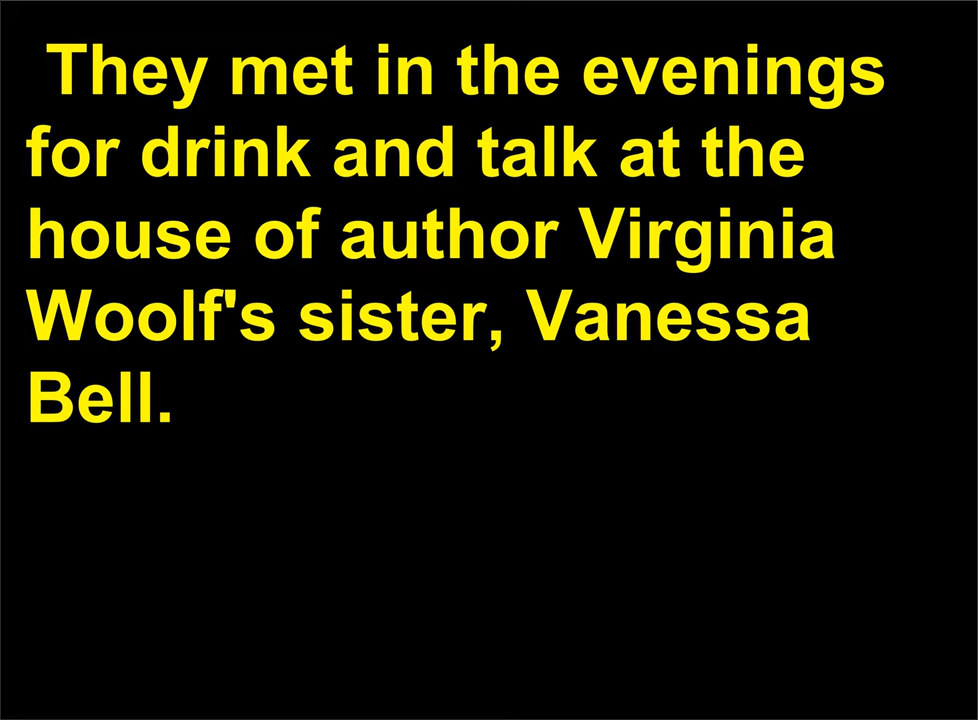 They met in the evenings
for drink and talk at the
house of author Virginia
Woolf's sister, Vanessa
Bell.